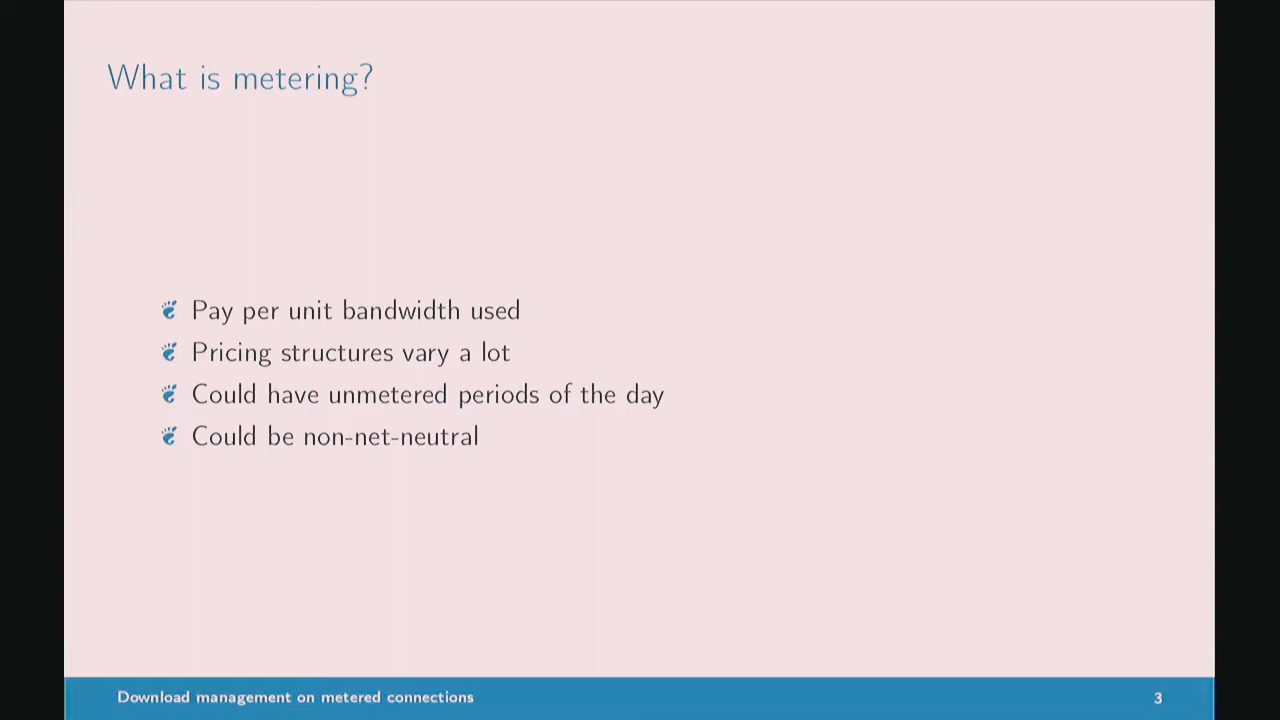 What is metering?
Pay per unit bandwidth used
Pricing structures vary a lot
Could have unmetered periods of the day
Could be non-net-neutral
Download management on metered connections
3